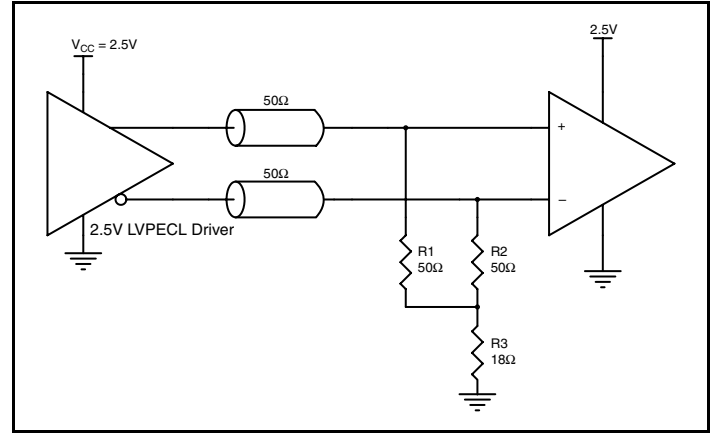 V_CC = 2.5V
2.5V
50Ω
+
50Ω
−
2.5V LVPECL Driver
R1
50Ω
R2
50Ω
R3
18Ω